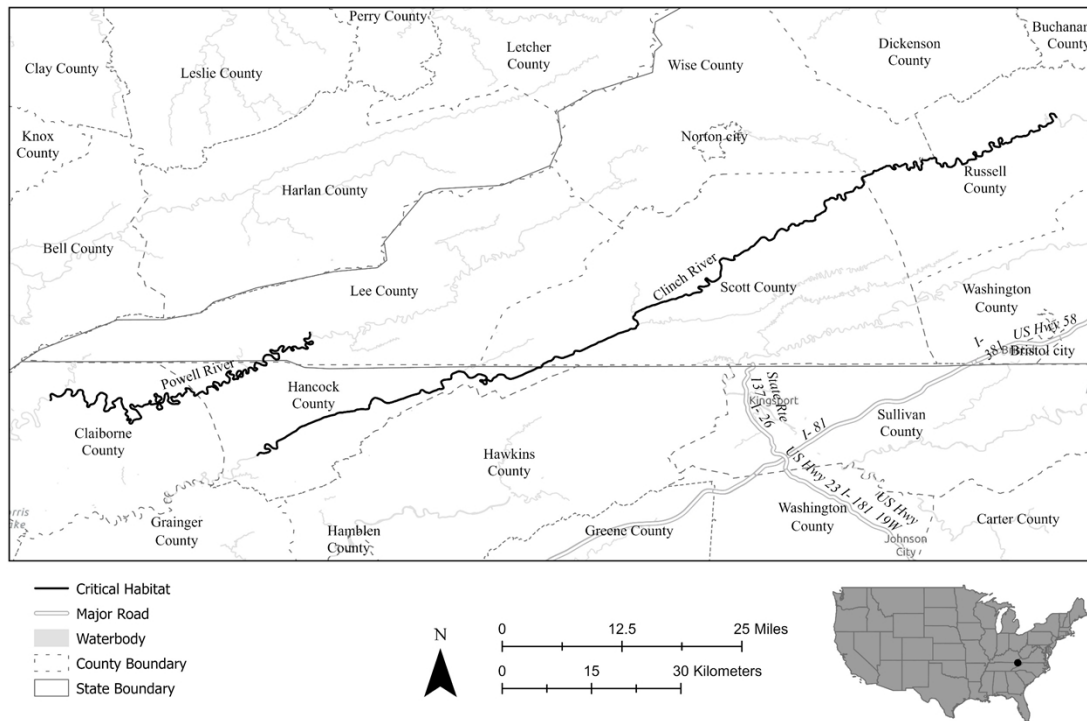 Perry County
Buchanan
County
Clay County
Leslie County
Letcher
County
Wise County
Dickenson
County
Knox
County
Norton city
Harlan County
Russell
County
Bell County
Lee County
Clinch River
Scott County
Washington
County
US Hwy 58
I-
381
Bristol city
Powell River
Hancock
County
State Rte
137
I- 26
Kingsport
Sullivan
County
I- 81
Claiborne
County
Hawkins
County
US Hwy 23
I- 181
US Hwy
19W
Grainger
County
Hamblen
County
Greene County
Washington
County
Carter County
Johnson
City
Critical Habitat
Major Road
Waterbody
County Boundary
State Boundary
N
0 12.5 25 Miles
0 15 30 Kilometers